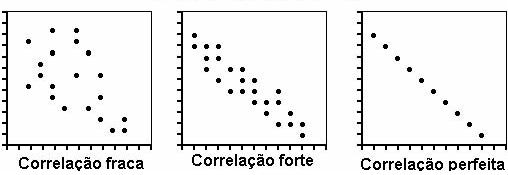 Correlação fraca
Correlação forte
Correlação perfeita